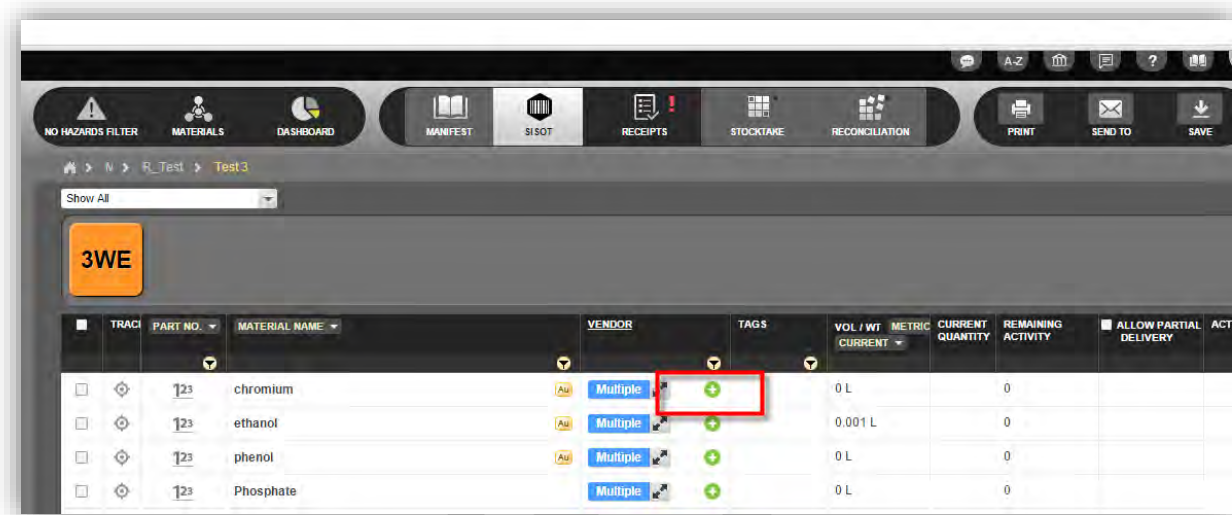 A-Z ?
NO HAZARDS FILTER MATERIALS DASHBOARD MANIFEST SISOT RECEIPTS STOCKTAKE RECONCILIATION PRINT SEND TO SAVE
N > R_Test > Test 3
Show All
3WE
TRACI PART NO. MATERIAL NAME VENDOR TAGS VOL / WT METRIC CURRENT REMAINING ALLOW PARTIAL ACT
CURRENT QUANTITY ACTIVITY DELIVERY
123 chromium Au Multiple 0 L 0
123 ethanol Au Multiple 0.001 L 0
123 phenol Au Multiple 0 L 0
123 Phosphate Multiple 0 L 0